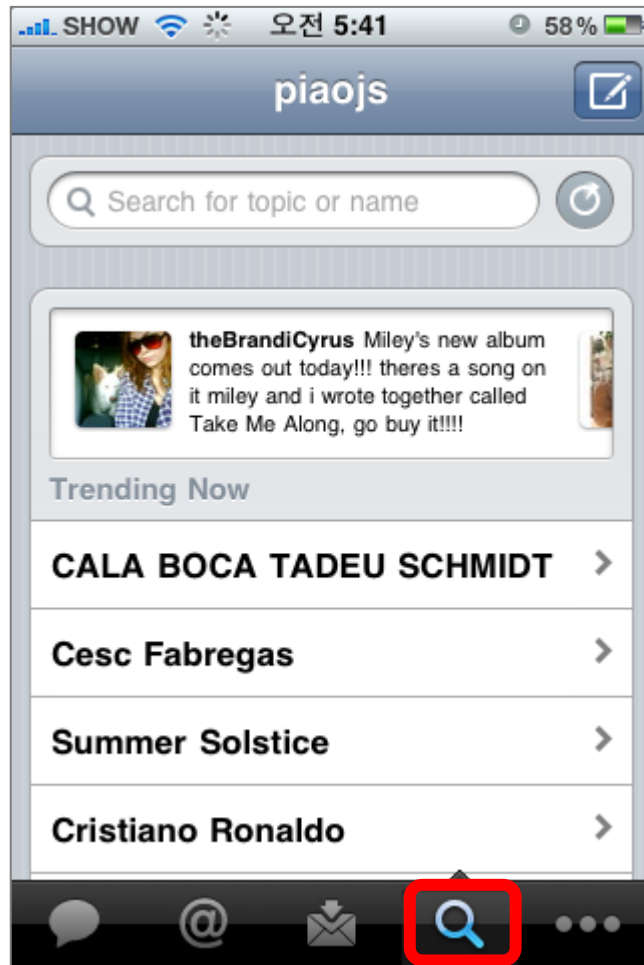 SHOW 오전 5:41 58%
piaojs
Search for topic or name
theBrandiCyrus Miley's new album
comes out today!!! theres a song on
it miley and i wrote together called
Take Me Along, go buy it!!!!
Trending Now
CALA BOCA TADEU SCHMIDT
Cesc Fabregas
Summer Solstice
Cristiano Ronaldo
@